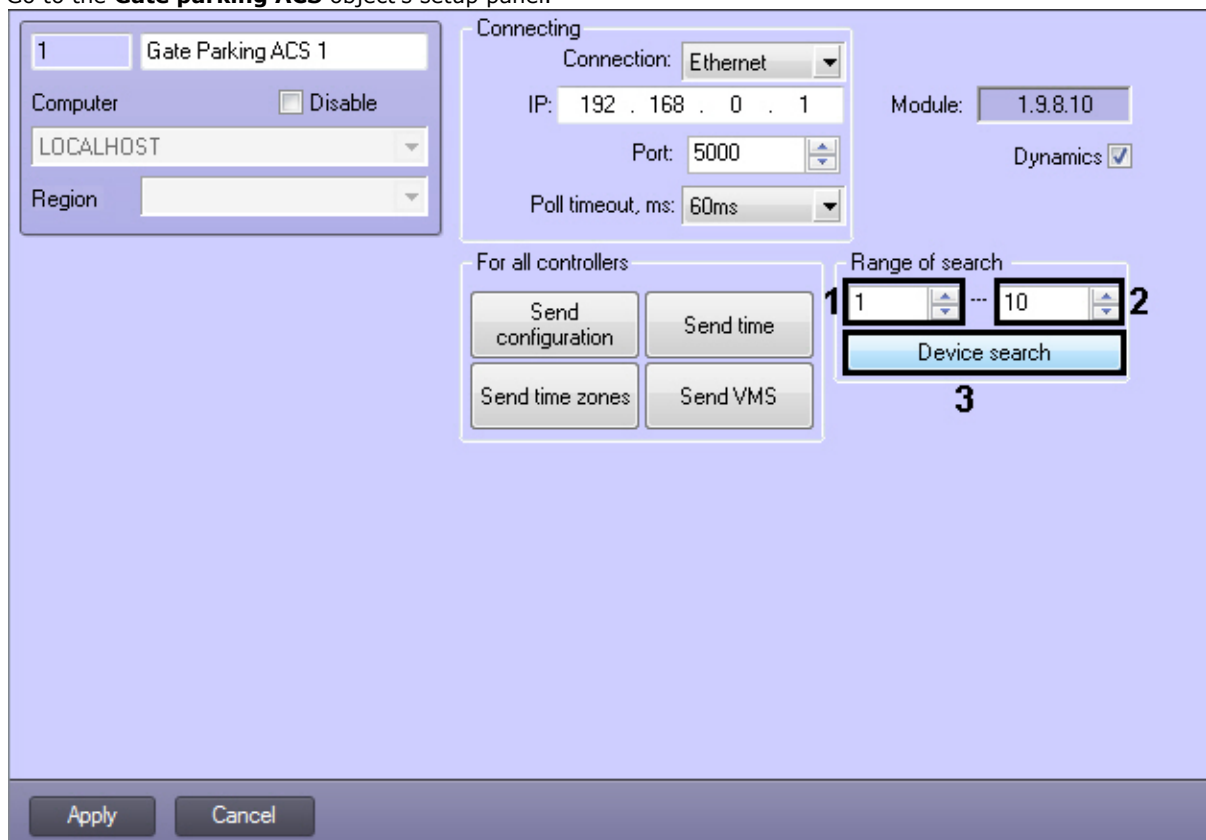 Go to the Gate parking ACS object's setup panel.
1 Gate Parking ACS 1
Computer Disable
LOCALHOST
Region
Connecting
Connection: Ethernet
IP: 192 . 168 . 0 . 1
Port: 5000
Poll timeout, ms: 60ms
Module: 1.9.8.10
Dynamics
For all controllers
Send configuration
Send time
Send time zones
Send VMS
Range of search
1 1 --- 10 2
Device search
3
Apply Cancel